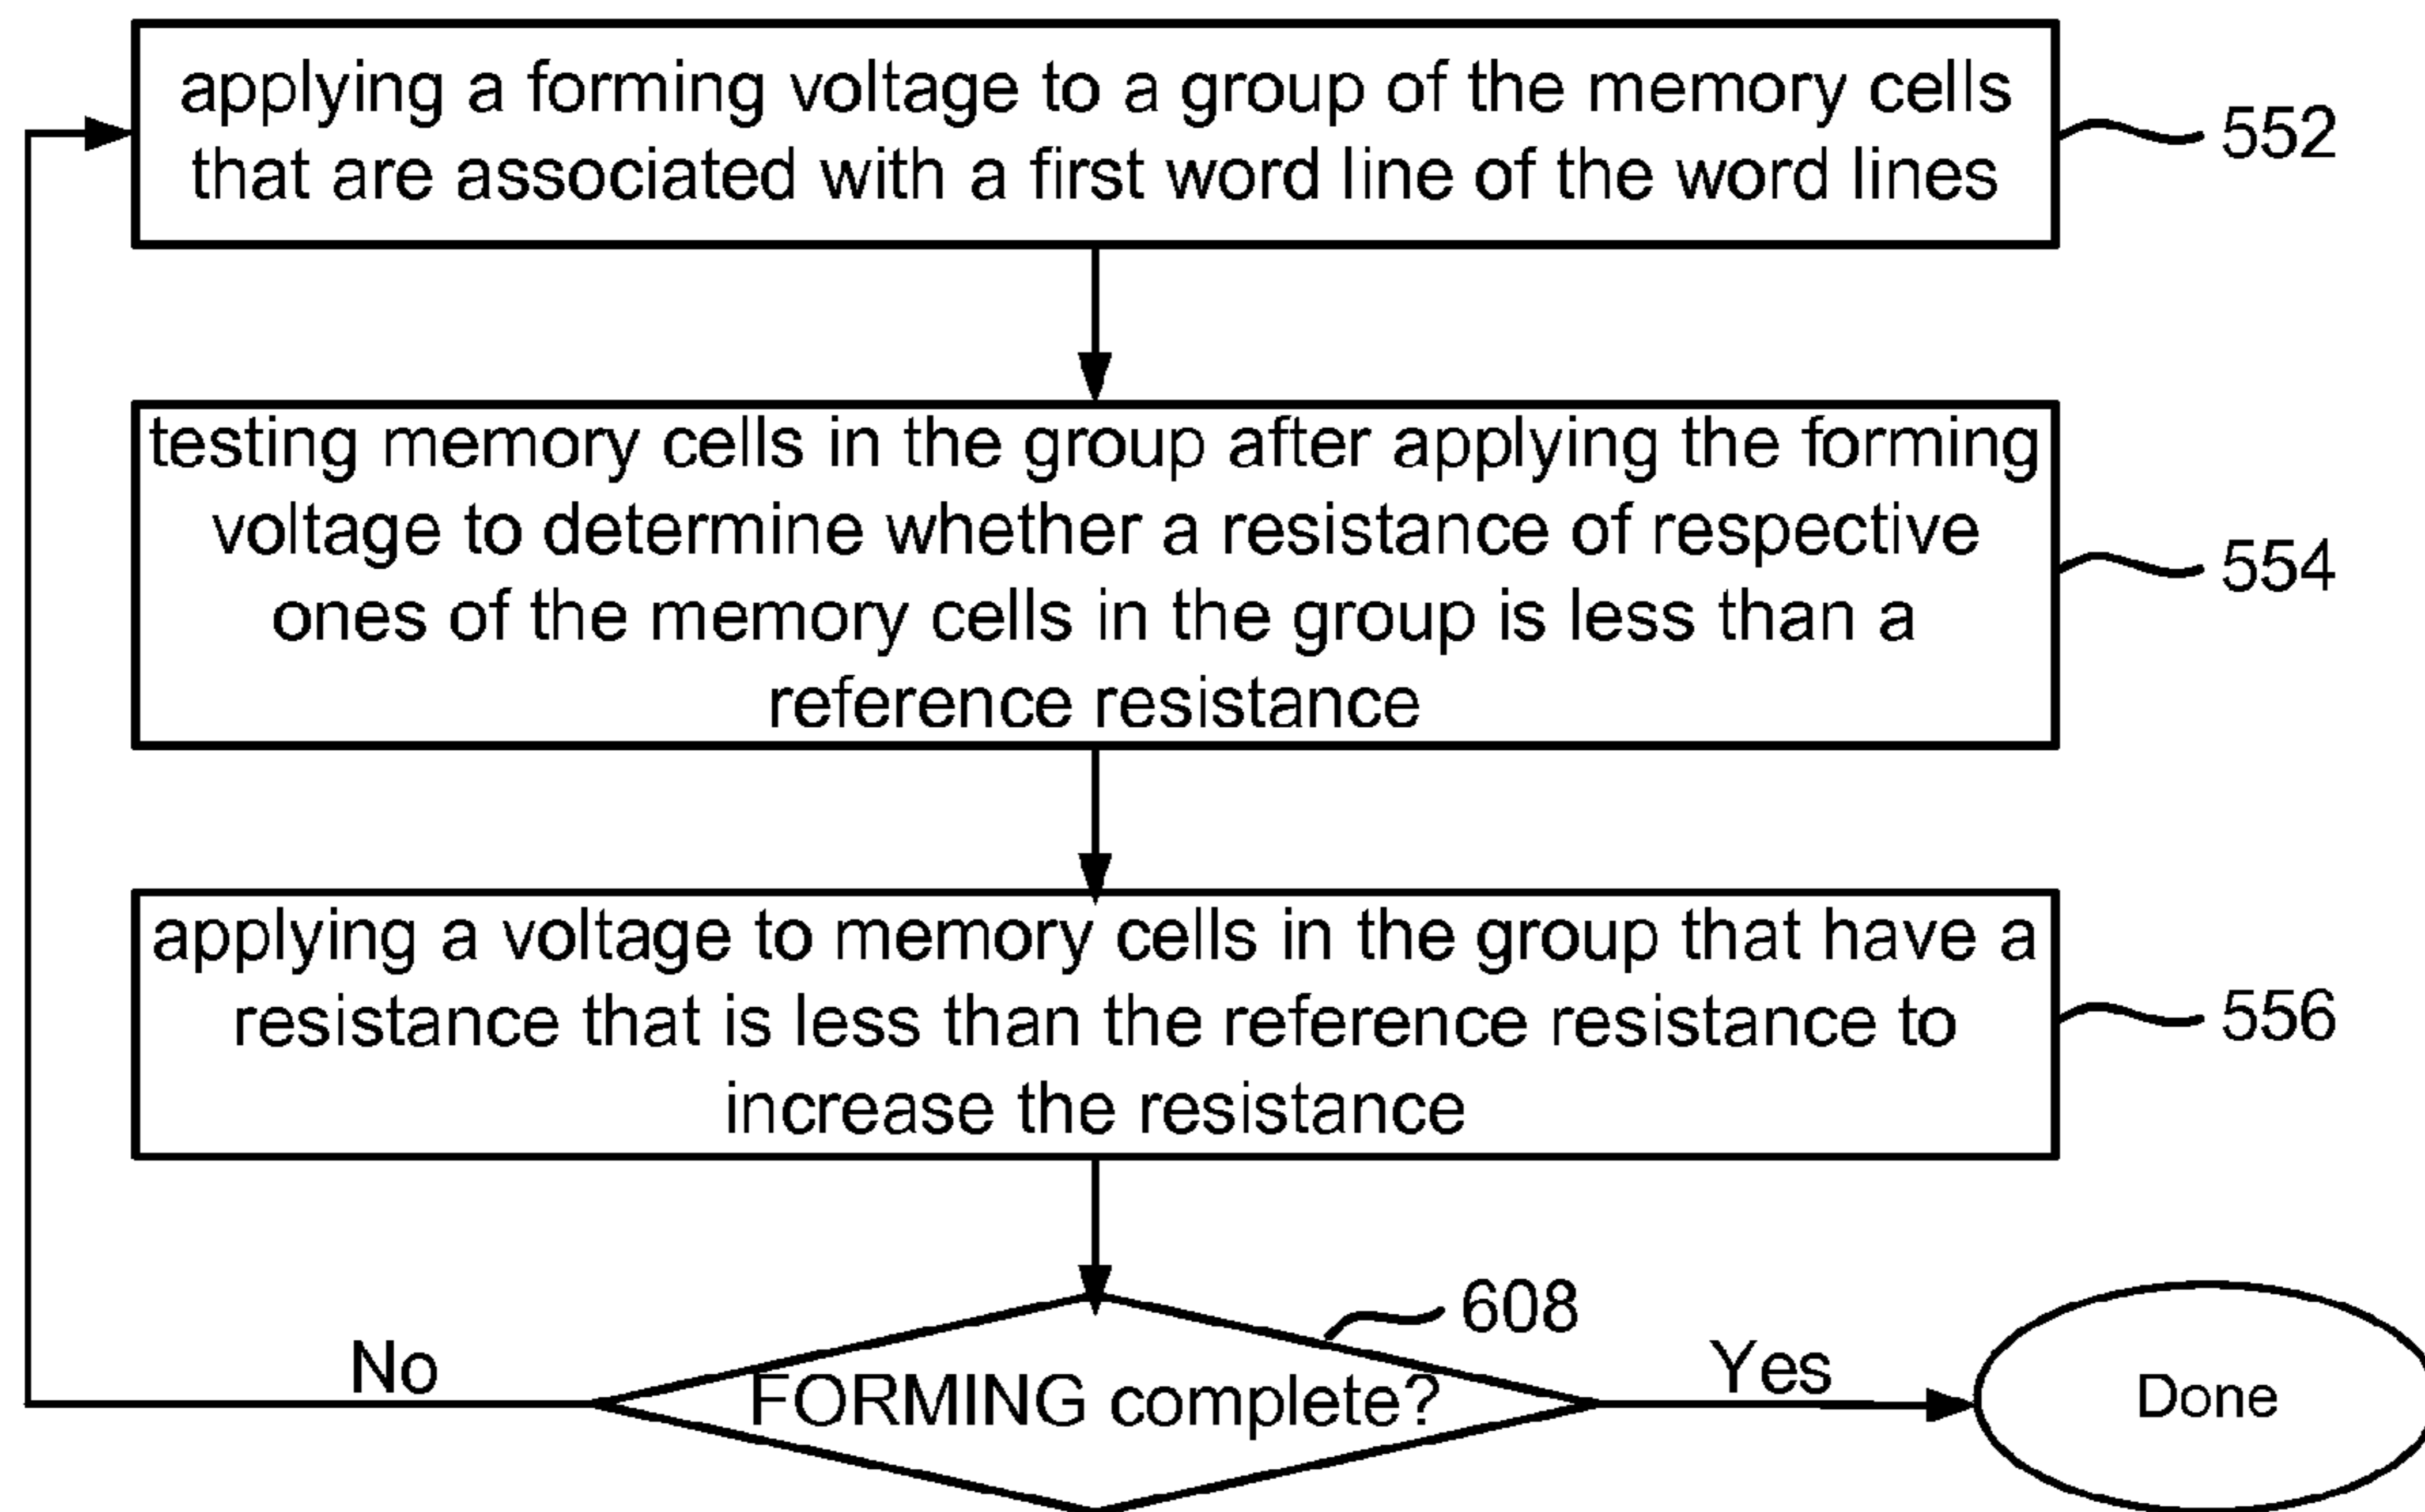 applying a forming voltage to a group of the memory cells
that are associated with a first word line of the word lines
552
testing memory cells in the group after applying the forming
voltage to determine whether a resistance of respective
ones of the memory cells in the group is less than a
reference resistance
554
applying a voltage to memory cells in the group that have a
resistance that is less than the reference resistance to
increase the resistance
556
608
No
FORMING complete?
Yes
Done